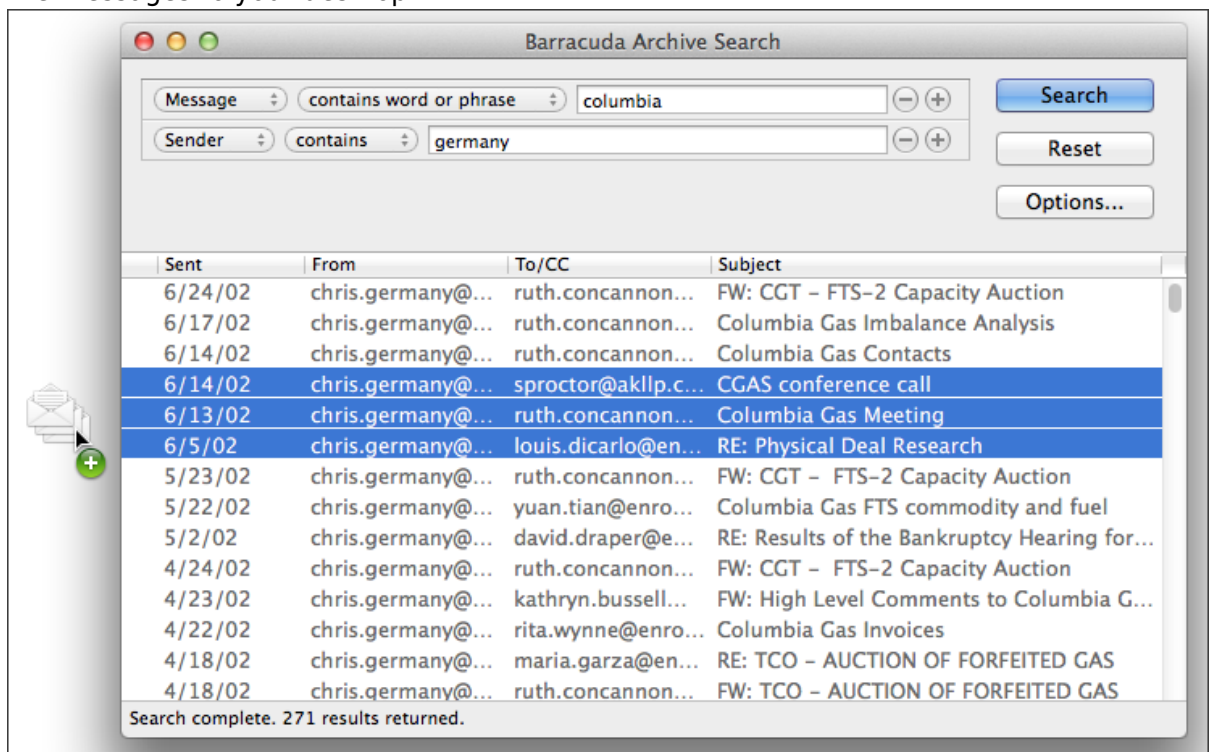 Barracuda Archive Search
Message contains word or phrase columbia Search
Sender contains germany Reset
Options...
Sent From To/CC Subject
6/24/02 chris.germany@... ruth.concannon... FW: CGT – FTS–2 Capacity Auction
6/17/02 chris.germany@... ruth.concannon... Columbia Gas Imbalance Analysis
6/14/02 chris.germany@... ruth.concannon... Columbia Gas Contacts
6/14/02 chris.germany@... sproctor@akllp.c... CGAS conference call
6/13/02 chris.germany@... ruth.concannon... Columbia Gas Meeting
6/5/02 chris.germany@... louis.dicarlo@en... RE: Physical Deal Research
5/23/02 chris.germany@... ruth.concannon... FW: CGT – FTS–2 Capacity Auction
5/22/02 chris.germany@... yuan.tian@enro... Columbia Gas FTS commodity and fuel
5/2/02 chris.germany@... david.draper@e... RE: Results of the Bankruptcy Hearing for...
4/24/02 chris.germany@... ruth.concannon... FW: CGT – FTS–2 Capacity Auction
4/23/02 chris.germany@... kathryn.bussell... FW: High Level Comments to Columbia G...
4/22/02 chris.germany@... rita.wynne@enro... Columbia Gas Invoices
4/18/02 chris.germany@... maria.garza@en... RE: TCO – AUCTION OF FORFEITED GAS
4/18/02 chris.germany@... ruth.concannon... FW: TCO – AUCTION OF FORFEITED GAS
Search complete. 271 results returned.